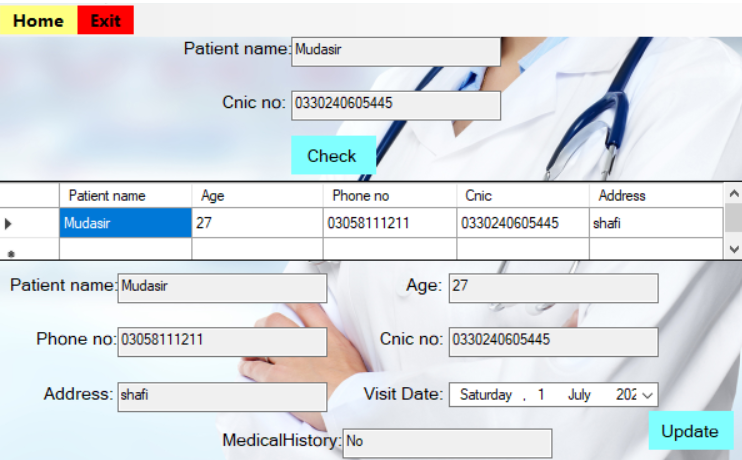 Home Exit
Patient name: Mudasir
Cnic no: 0330240605445
Check
Patient name Age Phone no Cnic Address
Mudasir 27 03058111211 0330240605445 shafi
Patient name: Mudasir Age: 27
Phone no: 03058111211 Cnic no: 0330240605445
Address: shafi Visit Date: Saturday , 1 July
Update
MedicalHistory: No